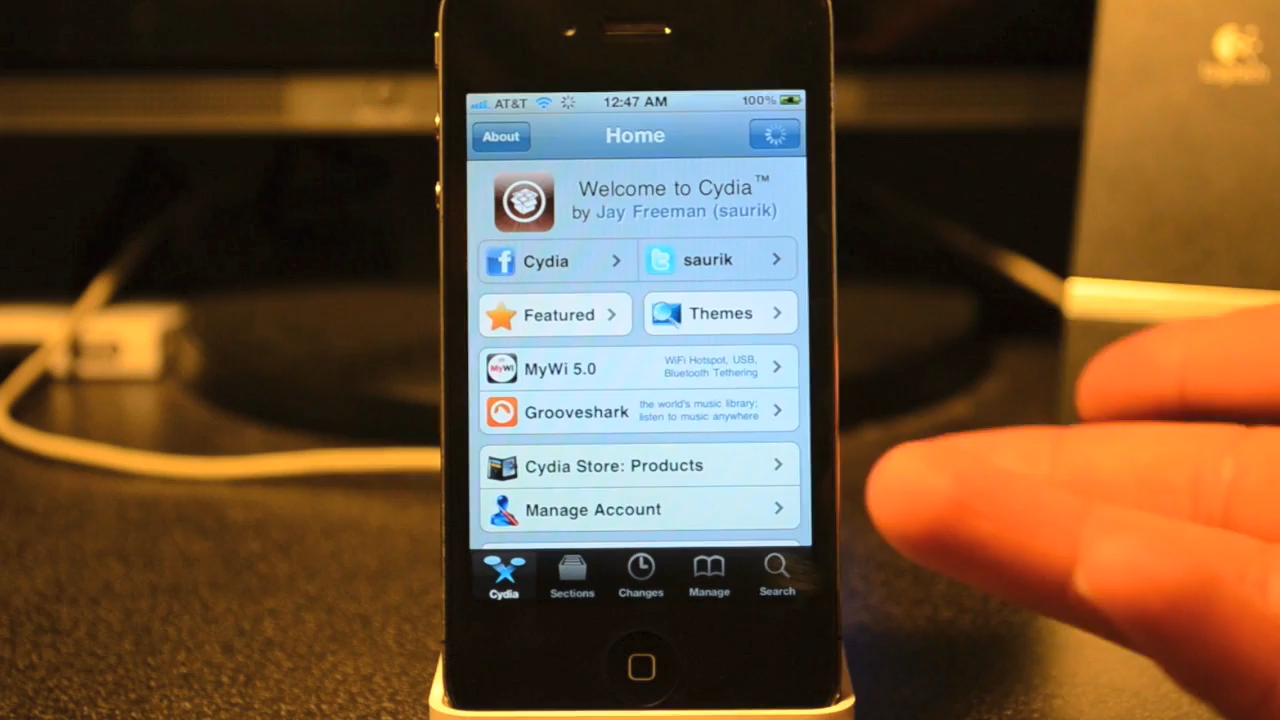 AT&T 12:47 AM 100%
About Home
Welcome to Cydia™
by Jay Freeman (saurik)
Cydia saurik
Featured Themes
MyWi MyWi 5.0 WiFi Hotspot, USB,
Bluetooth Tethering
Grooveshark the world's music library;
listen to music anywhere
Cydia Store: Products
Manage Account
Cydia Sections Changes Manage Search